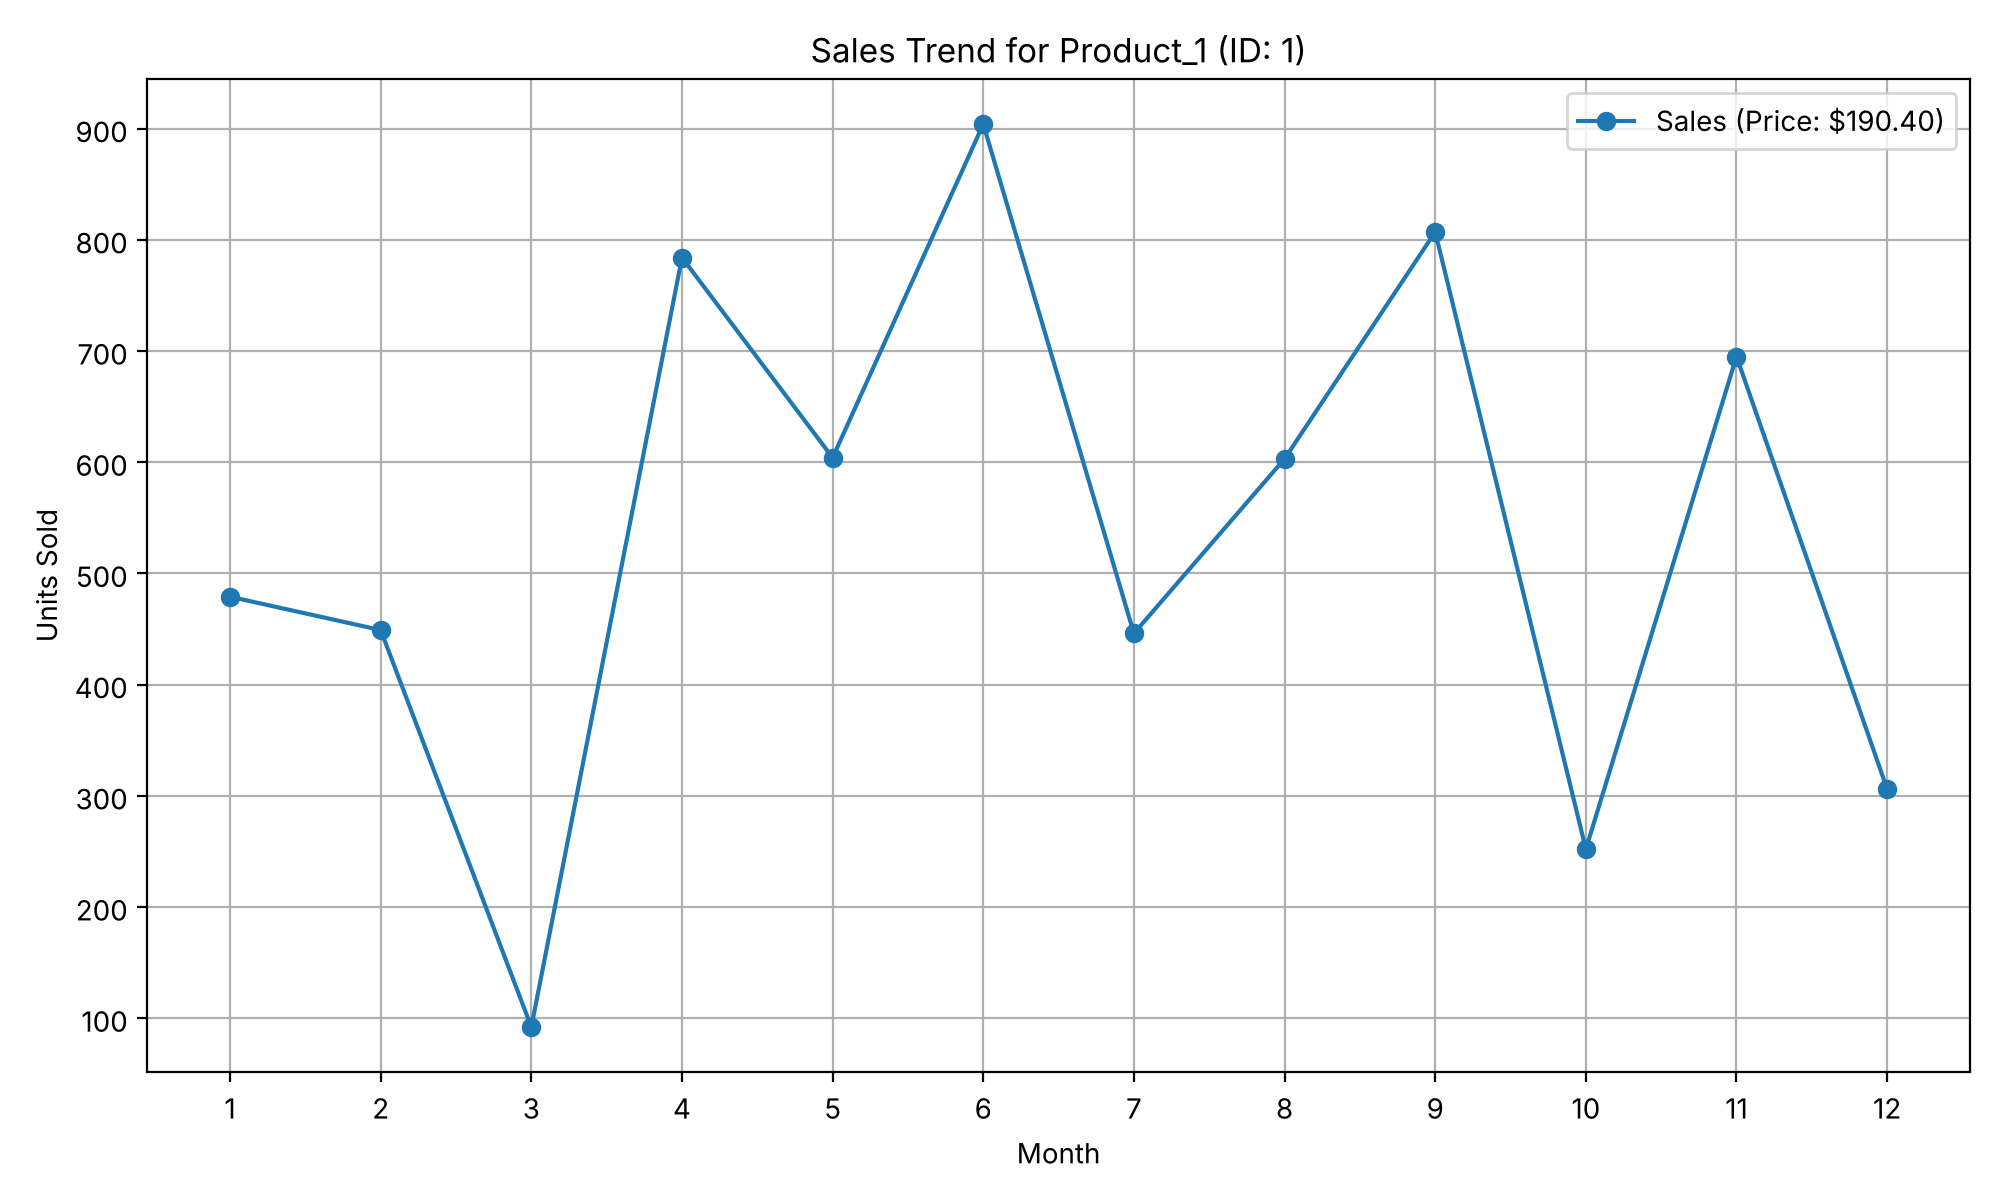 Sales Trend for Product_1 (ID: 1)
Sales (Price: $190.40)
900
800
700
600
500
400
300
200
100
Units Sold
1 2 3 4 5 6 7 8 9 10 11 12
Month